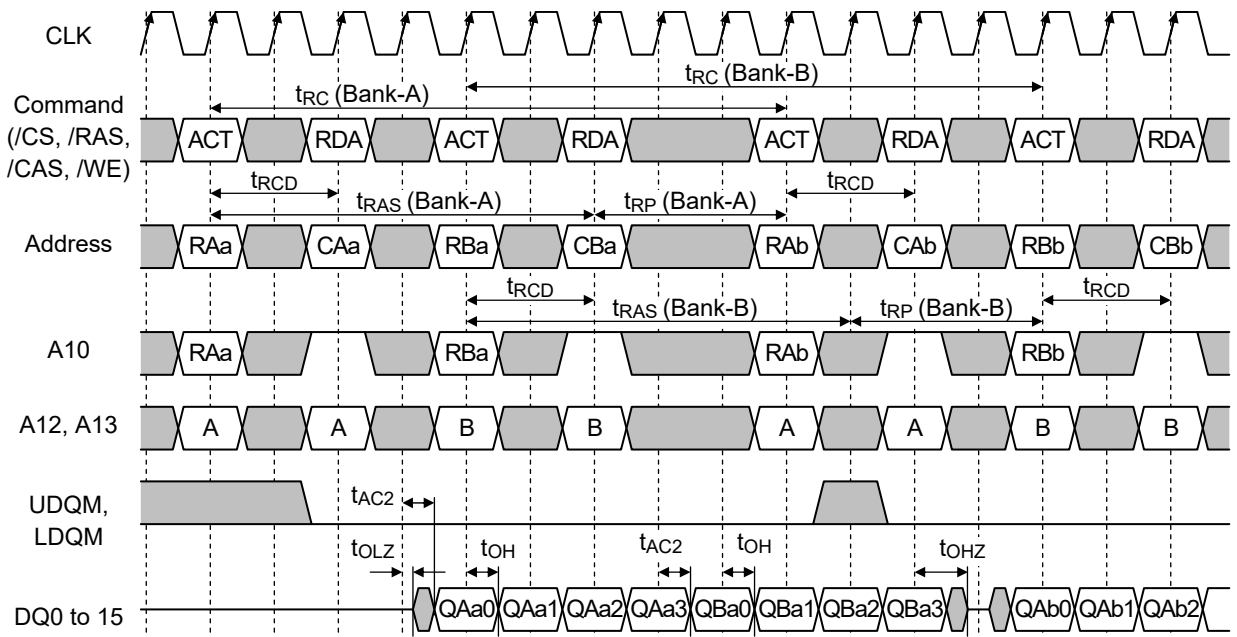 CLK
tRC (Bank-B)
tRC (Bank-A)
Command
(/CS, /RAS,
/CAS, /WE)
ACT RDA ACT RDA ACT RDA ACT RDA
tRCD tRCD
tRAS (Bank-A) tRP (Bank-A)
Address RAa CAa RBa CBa RAb CAb RBb CBb
tRCD tRCD
tRAS (Bank-B) tRP (Bank-B)
A10 RAa RBa RAb RBb
A12, A13 A A B B A A B B
UDQM,
LDQM
tAC2
tOLZ tOH tAC2 tOH tOHZ
DQ0 to 15 QAa0 QAa1 QAa2 QAa3 QBa0 QBa1 QBa2 QBa3 QAb0 QAb1 QAb2